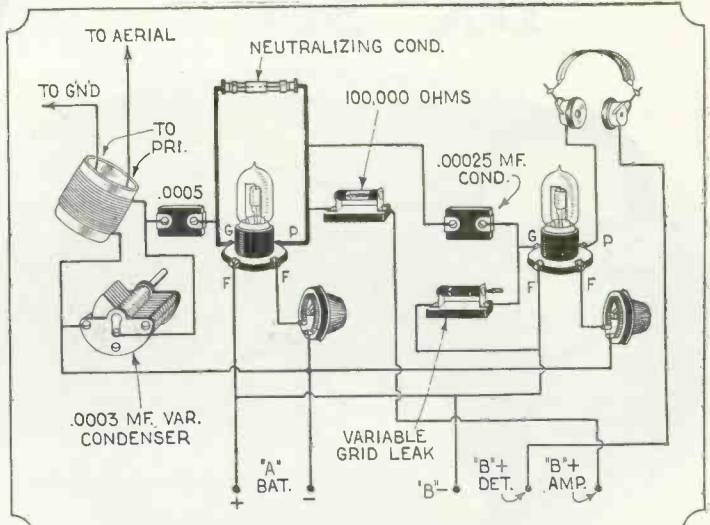 TO AERIAL
NEUTRALIZING COND.
TO G'N'D
TO
PRI.
100,000 OHMS
.0005
.00025 MF.
COND.
G
P
G
P
F
F
F
F
.0003 MF. VAR.
CONDENSER
VARIABLE
GRID LEAK
"A"
BAT.
+
−
"B"−
"B"+
DET.
"B"+
AMP.